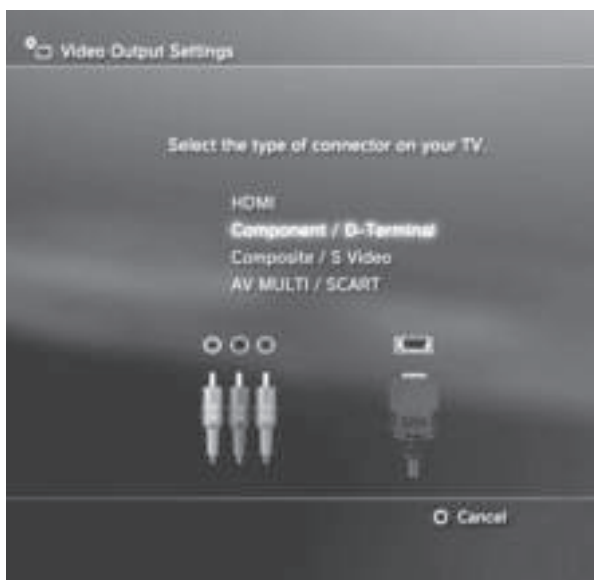 Video Output Settings
Select the type of connector on your TV.
HDMI
Component / D-Terminal
Composite / S Video
AV MULTI / SCART
Cancel